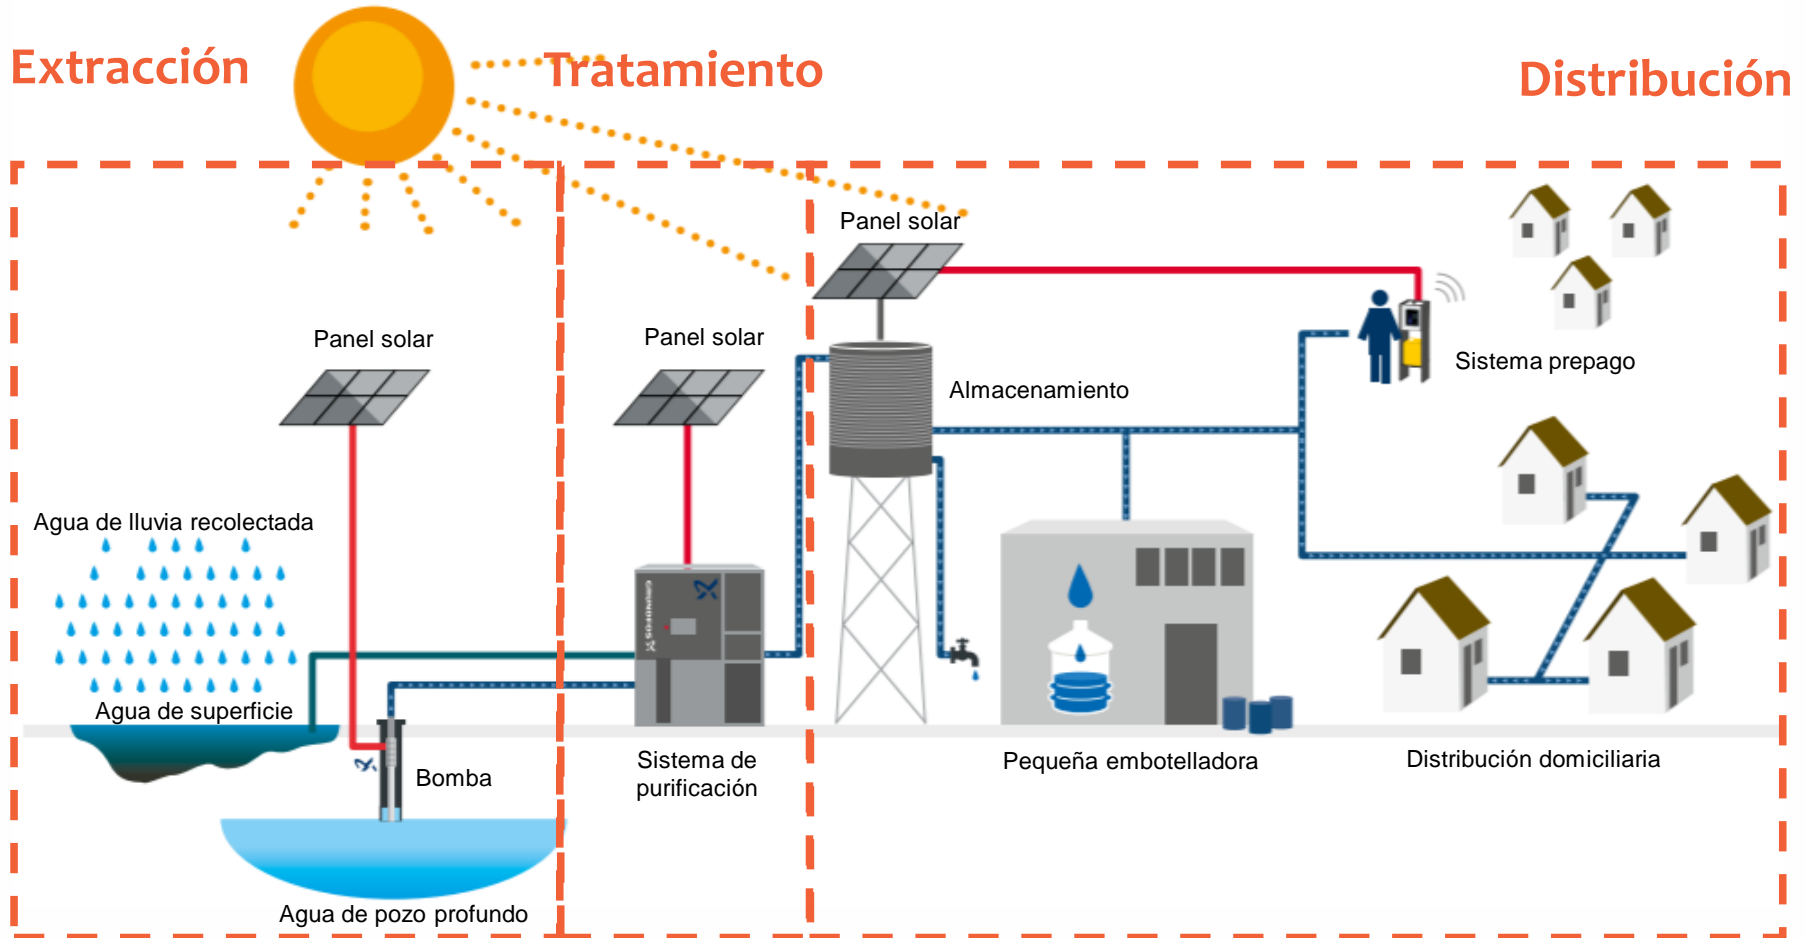 Extracción
Tratamiento
Distribución
Panel solar
Panel solar
Panel solar
Sistema prepago
Almacenamiento
Agua de lluvia recolectada
GRUNDFOS
Agua de superficie
Bomba
Sistema de
purificación
Pequeña embotelladora
Distribución domiciliaria
Agua de pozo profundo